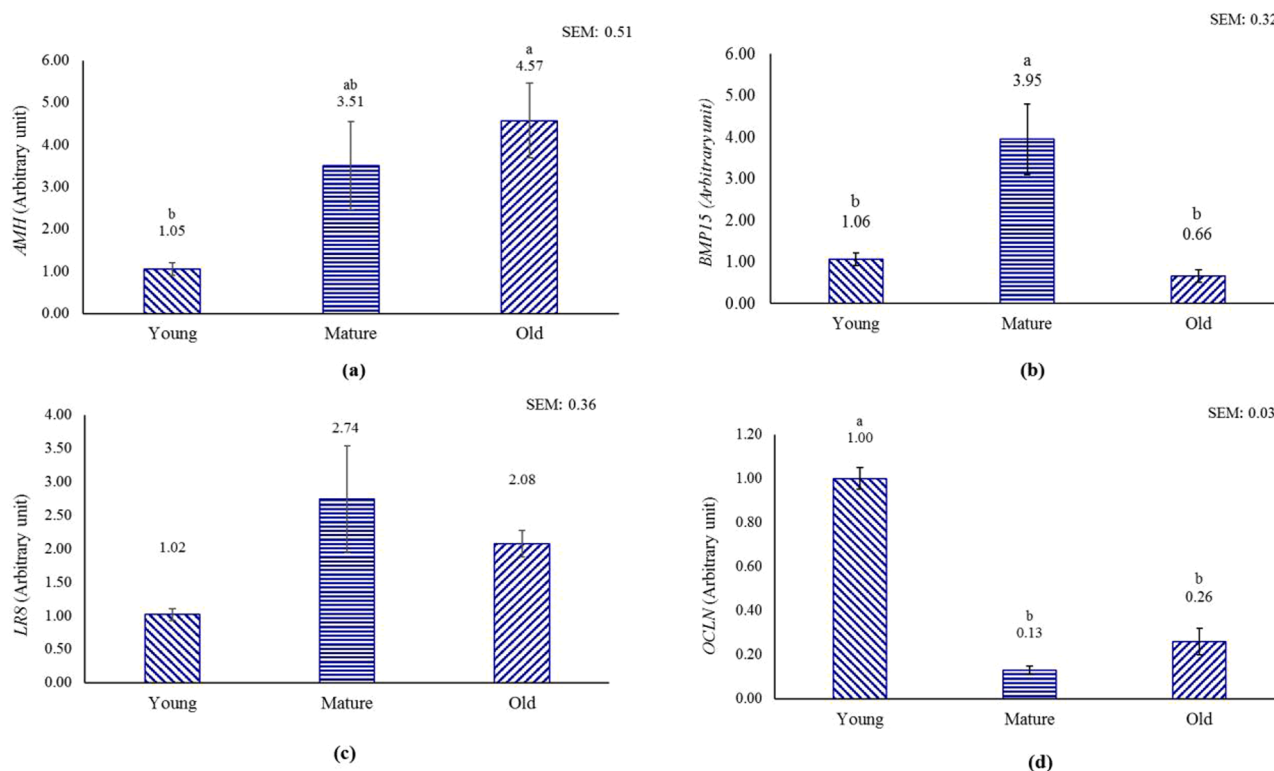 SEM: 0.51
6.00
5.00
4.00
3.00
2.00
1.00
0.00
AMH (Arbitrary unit)
b
1.05
ab
3.51
a
4.57
Young Mature Old
(a)
SEM: 0.32
6.00
5.00
4.00
3.00
2.00
1.00
0.00
BMP15 (Arbitrary unit)
b
1.06
a
3.95
b
0.66
Young Mature Old
(b)
SEM: 0.36
4.00
3.50
3.00
2.50
2.00
1.50
1.00
0.50
0.00
LR8 (Arbitrary unit)
1.02
2.74
2.08
Young Mature Old
(c)
SEM: 0.03
1.20
1.00
0.80
0.60
0.40
0.20
0.00
OCLN (Arbitrary unit)
a
1.00
b
0.13
b
0.26
Young Mature Old
(d)